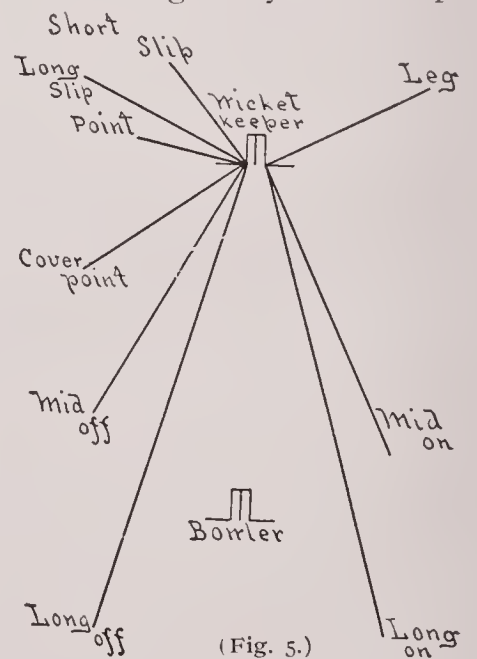 Short
Slip
Long
Slip
Point
Wicket
keeper
Leg
Cover
point
Mid
off
Mid
on
Bowler
Long
off
Long
on
(Fig. 5.)